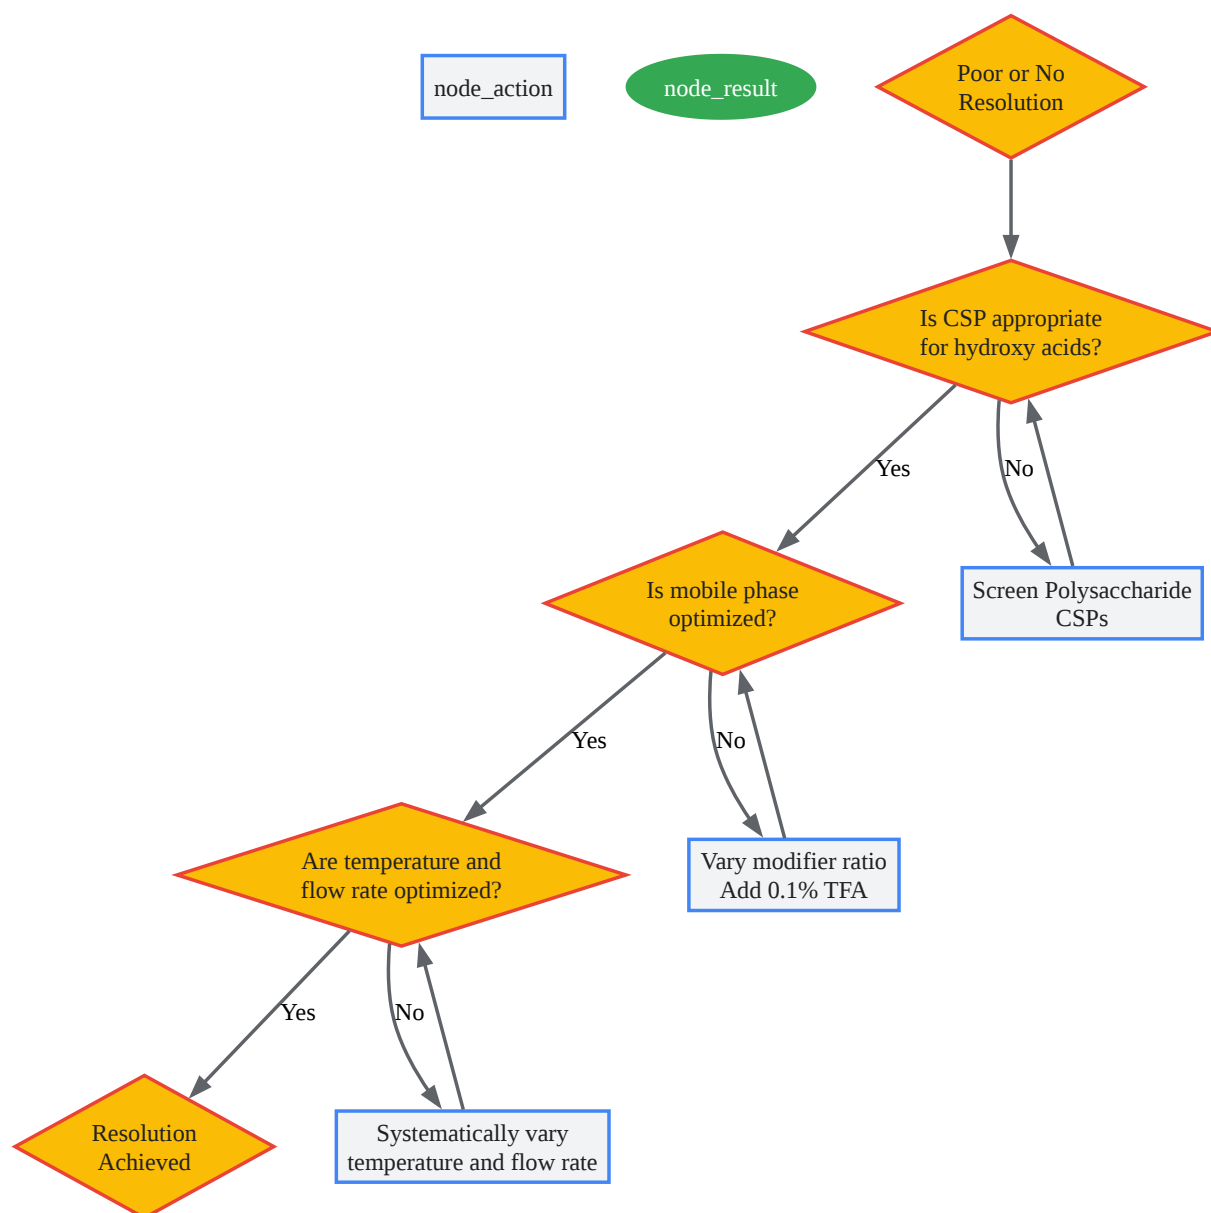 node_action
node_result
Poor or No
Resolution
Is CSP appropriate
for hydroxy acids?
Yes
No
Is mobile phase
optimized?
Screen Polysaccharide
CSPs
Yes
No
Are temperature and
flow rate optimized?
Vary modifier ratio
Add 0.1% TFA
Yes
No
Resolution
Achieved
Systematically vary
temperature and flow rate